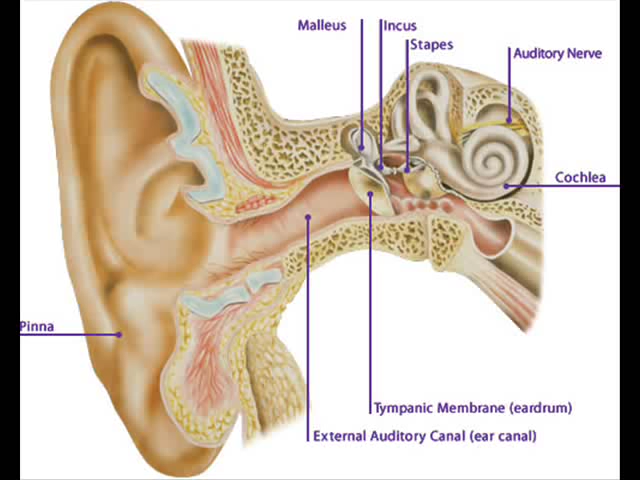 Malleus
Incus
Stapes
Auditory Nerve
Cochlea
Pinna
Tympanic Membrane (eardrum)
External Auditory Canal (ear canal)